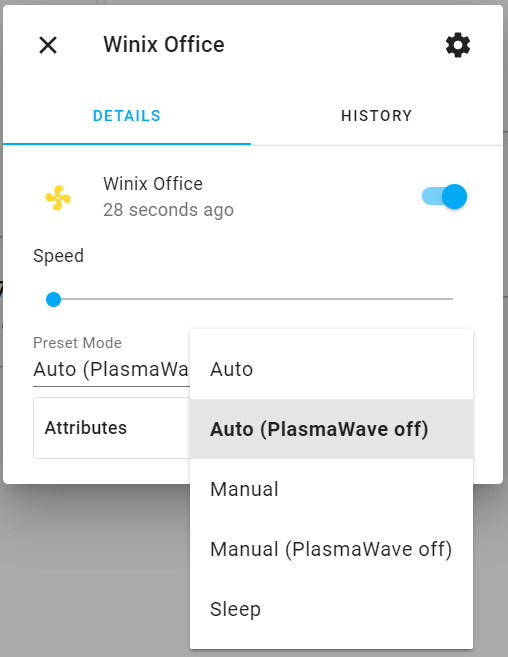 Winix Office
DETAILS
HISTORY
Winix Office
28 seconds ago
Speed
Preset Mode
Auto (PlasmaWa
Attributes
Auto
Auto (PlasmaWave off)
Manual
Manual (PlasmaWave off)
Sleep